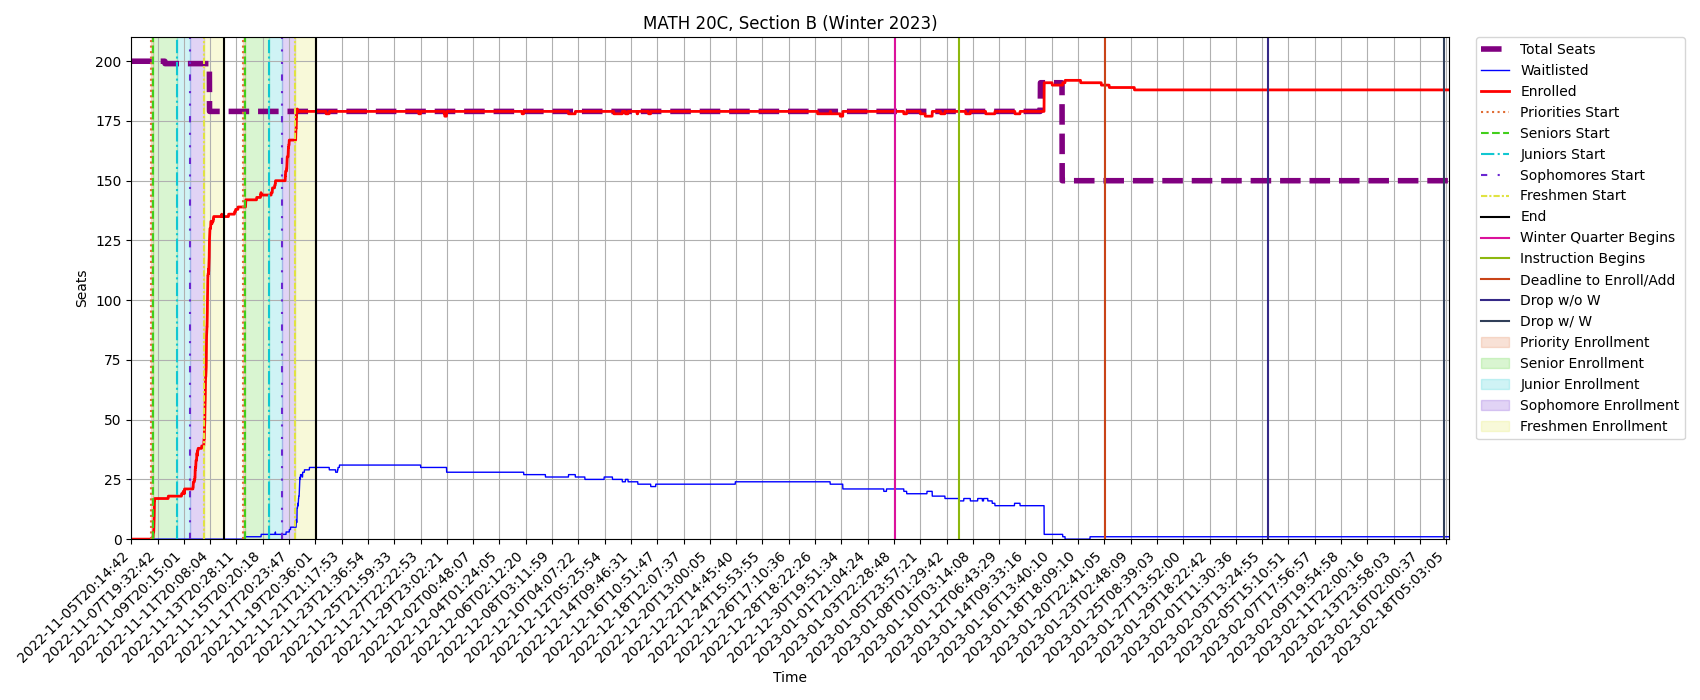 MATH 20C, Section B (Winter 2023)
Seats
200
175
150
125
100
75
50
25
0
2022-11-05T20:14:42
2022-11-07T19:32:42
2022-11-09T20:15:01
2022-11-11T20:08:04
2022-11-13T20:28:11
2022-11-15T20:20:18
2022-11-17T20:23:47
2022-11-19T20:36:01
2022-11-21T21:17:53
2022-11-23T21:36:54
2022-11-25T21:59:33
2022-11-27T22:22:53
2022-11-29T23:02:21
2022-12-02T00:48:07
2022-12-04T01:24:05
2022-12-06T02:12:20
2022-12-08T03:11:59
2022-12-10T04:07:22
2022-12-12T05:25:54
2022-12-14T09:46:31
2022-12-16T10:51:47
2022-12-18T12:07:37
2022-12-20T13:00:05
2022-12-22T14:45:40
2022-12-24T15:53:55
2022-12-26T17:10:36
2022-12-28T18:22:26
2022-12-30T19:51:34
2023-01-01T21:04:24
2023-01-03T22:28:48
2023-01-05T23:57:21
2023-01-08T01:29:42
2023-01-10T03:14:08
2023-01-12T06:43:29
2023-01-14T09:33:16
2023-01-16T13:40:10
2023-01-18T18:09:10
2023-01-20T22:41:05
2023-01-23T02:48:09
2023-01-25T08:39:03
2023-01-27T13:52:00
2023-01-29T18:22:42
2023-02-01T11:30:36
2023-02-03T13:24:55
2023-02-05T15:10:51
2023-02-07T17:56:57
2023-02-09T19:54:58
2023-02-11T22:00:16
2023-02-13T23:58:03
2023-02-16T02:00:37
2023-02-18T05:03:05
Time
Total Seats
Waitlisted
Enrolled
Priorities Start
Seniors Start
Juniors Start
Sophomores Start
Freshmen Start
End
Winter Quarter Begins
Instruction Begins
Deadline to Enroll/Add
Drop w/o W
Drop w/ W
Priority Enrollment
Senior Enrollment
Junior Enrollment
Sophomore Enrollment
Freshmen Enrollment